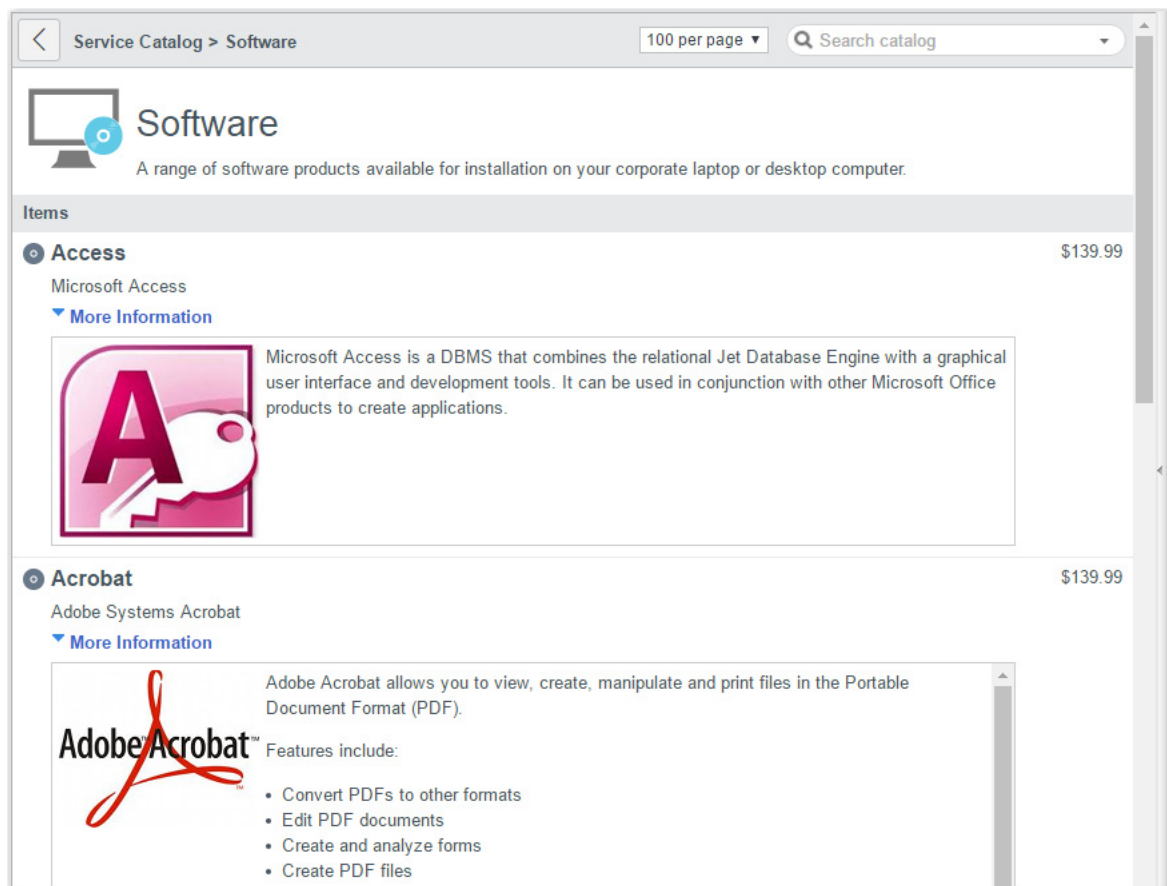 Service Catalog > Software
100 per page ▼
Search catalog
Software
A range of software products available for installation on your corporate laptop or desktop computer.
Items
Access
$139.99
Microsoft Access
More Information
A
Microsoft Access is a DBMS that combines the relational Jet Database Engine with a graphical
user interface and development tools. It can be used in conjunction with other Microsoft Office
products to create applications.
Acrobat
$139.99
Adobe Systems Acrobat
More Information
Adobe™ Acrobat™
™
Adobe Acrobat allows you to view, create, manipulate and print files in the Portable
Document Format (PDF).
Features include:
• Convert PDFs to other formats
• Edit PDF documents
• Create and analyze forms
• Create PDF files